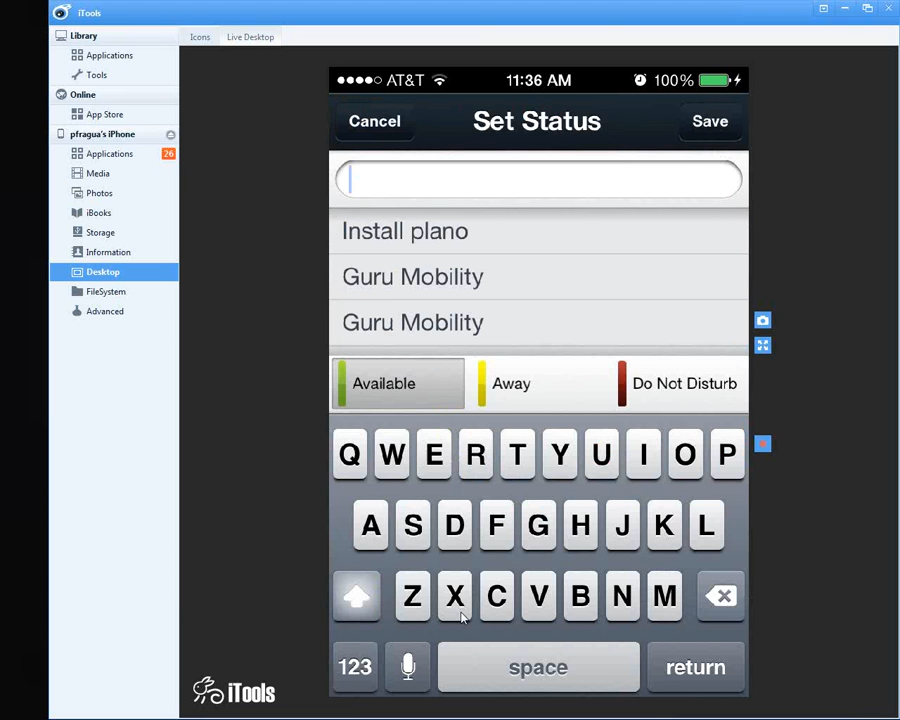 iTools
Library
Icons
Live Desktop
Applications
Tools
Online
App Store
pfragua's iPhone
Applications 26
Media
Photos
iBooks
Storage
Information
Desktop
FileSystem
Advanced
AT&T 11:36 AM 100%
Cancel Set Status Save
Install plano
Guru Mobility
Guru Mobility
Available Away Do Not Disturb
Q W E R T Y U I O P
A S D F G H J K L
Z X C V B N M
123 space return
iTools